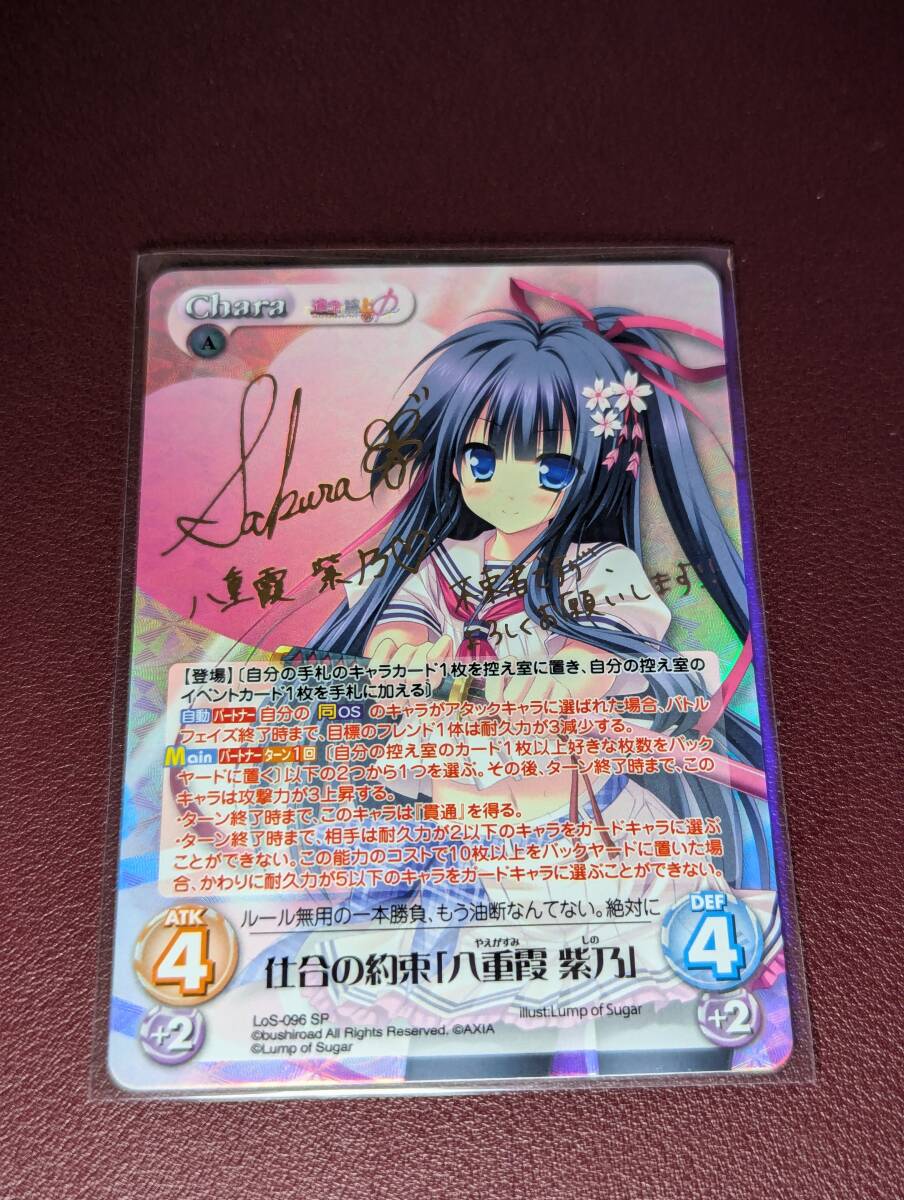 Chara
A
Sakura
八重霞 紫乃♡
よろしくお願いします
【登場】〔自分の手札のキャラカード1枚を控え室に置き、自分の控え室の
イベントカード1枚を手札に加える〕
自動 パートナー 自分の 同OS のキャラがアタックキャラに選ばれた場合、バトル
フェイズ終了時まで、目標のフレンド1体は耐久力が3減少する。
Main パートナー ターン1回 〔自分の控え室のカード1枚以上好きな枚数をバック
ヤードに置く〕以下の2つから1つを選ぶ。その後、ターン終了時まで、この
キャラは攻撃力が3上昇する。
・ターン終了時まで、このキャラは『貫通』を得る。
・ターン終了時まで、相手は耐久力が2以下のキャラをガードキャラに選ぶ
ことができない。この能力のコストで10枚以上をバックヤードに置いた場
合、かわりに耐久力が5以下のキャラをガードキャラに選ぶことができない。
ルール無用の一本勝負、もう油断なんてない。絶対に
ATK
4
+2
DEF
4
+2
やえがすみ しの
仕合の約束「八重霞 紫乃」
LoS-096 SP
illust:Lump of Sugar
©bushiroad All Rights Reserved. ©AXIA
©Lump of Sugar